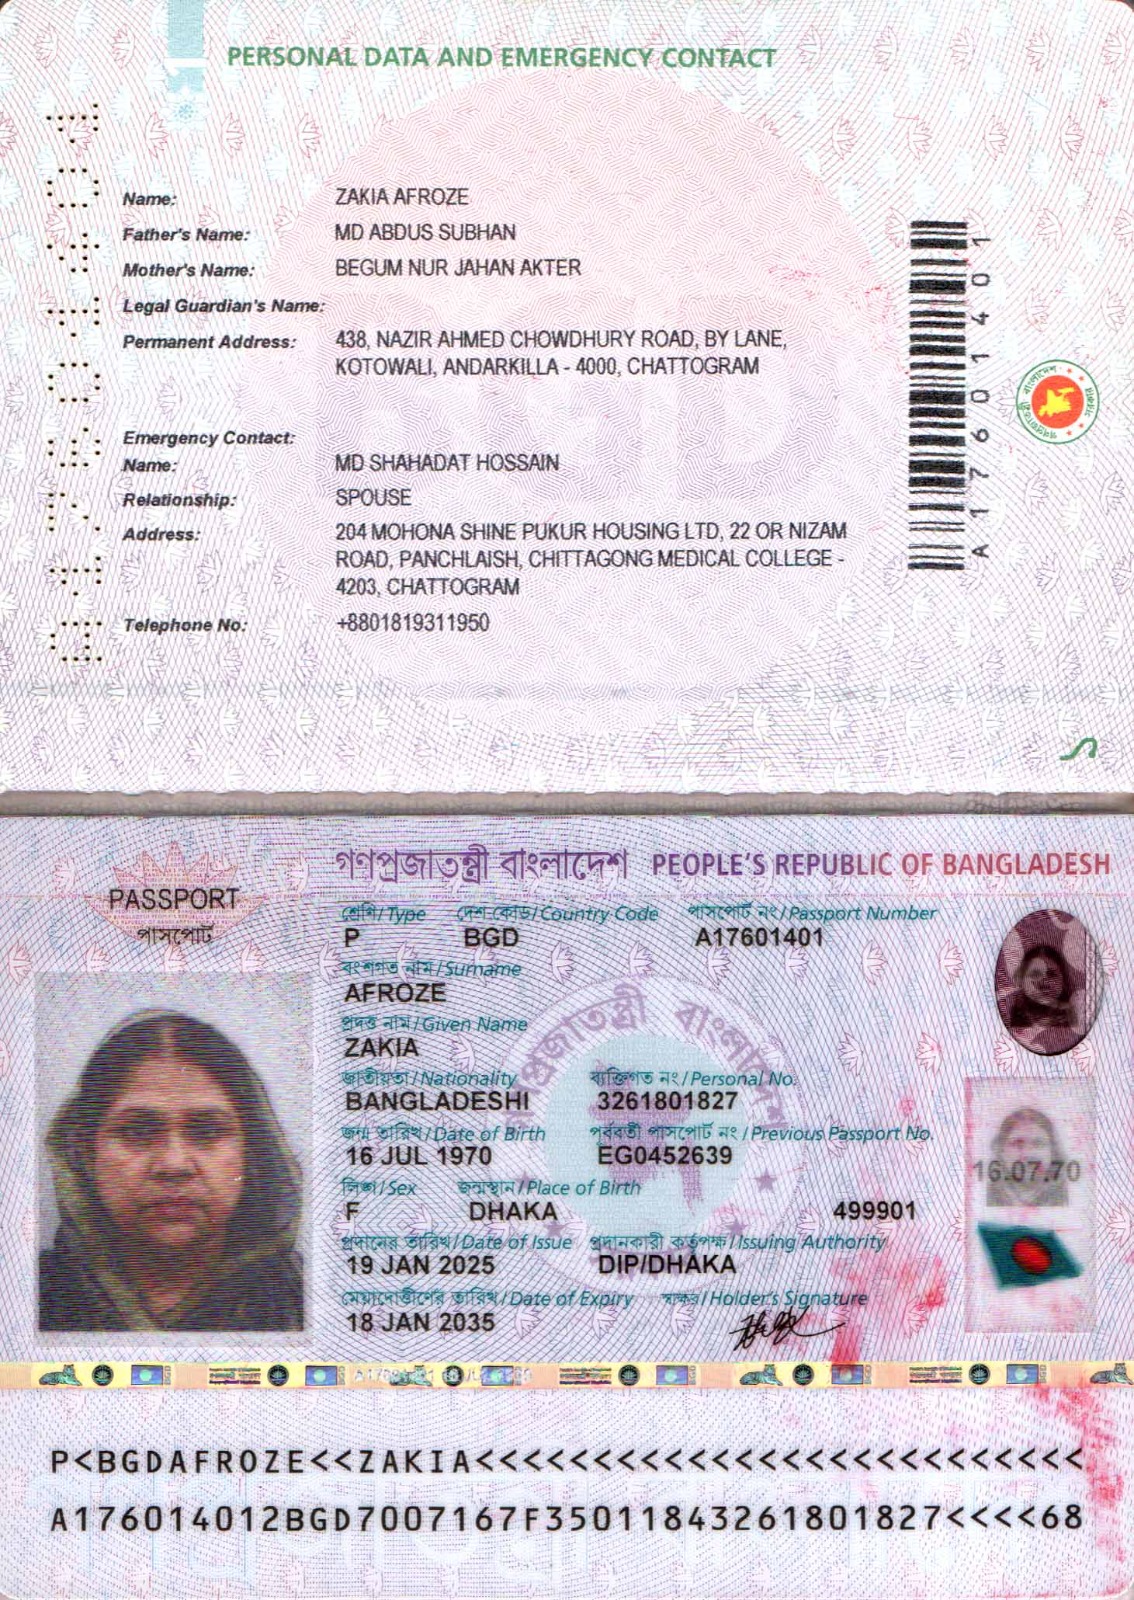 PERSONAL DATA AND EMERGENCY CONTACT
Name: ZAKIA AFROZE
Father's Name: MD ABDUS SUBHAN
Mother's Name: BEGUM NUR JAHAN AKTER
Legal Guardian's Name:
Permanent Address: 438, NAZIR AHMED CHOWDHURY ROAD, BY LANE,
KOTOWALI, ANDARKILLA - 4000, CHATTOGRAM
Emergency Contact:
Name: MD SHAHADAT HOSSAIN
Relationship: SPOUSE
Address: 204 MOHONA SHINE PUKUR HOUSING LTD, 22 OR NIZAM
ROAD, PANCHLAISH, CHITTAGONG MEDICAL COLLEGE -
4203, CHATTOGRAM
Telephone No: +8801819311950
A17601401
গণপ্রজাতন্ত্রী বাংলাদেশ PEOPLE'S REPUBLIC OF BANGLADESH
PASSPORT
পাসপোর্ট
শ্রেণি/Type দেশ কোড/Country Code পাসপোর্ট নং/Passport Number
P BGD A17601401
বংশগত নাম/Surname
AFROZE
প্রদত্ত নাম/Given Name
ZAKIA
জাতীয়তা/Nationality ব্যক্তিগত নং/Personal No.
BANGLADESHI 3261801827
জন্ম তারিখ/Date of Birth পূর্ববর্তী পাসপোর্ট নং/Previous Passport No.
16 JUL 1970 EG0452639
লিঙ্গ/Sex জন্মস্থান/Place of Birth
F DHAKA 499901
প্রদানের তারিখ/Date of Issue প্রদানকারী কর্তৃপক্ষ/Issuing Authority
19 JAN 2025 DIP/DHAKA
মেয়াদোত্তীর্ণের তারিখ/Date of Expiry স্বাক্ষর/Holder's Signature
18 JAN 2035
16.07.70
P<BGDAFROZE<<ZAKIA<<<<<<<<<<<<<<<<<<<<<<<<<<
A176014012BGD7007167F35011843261801827<<<<68